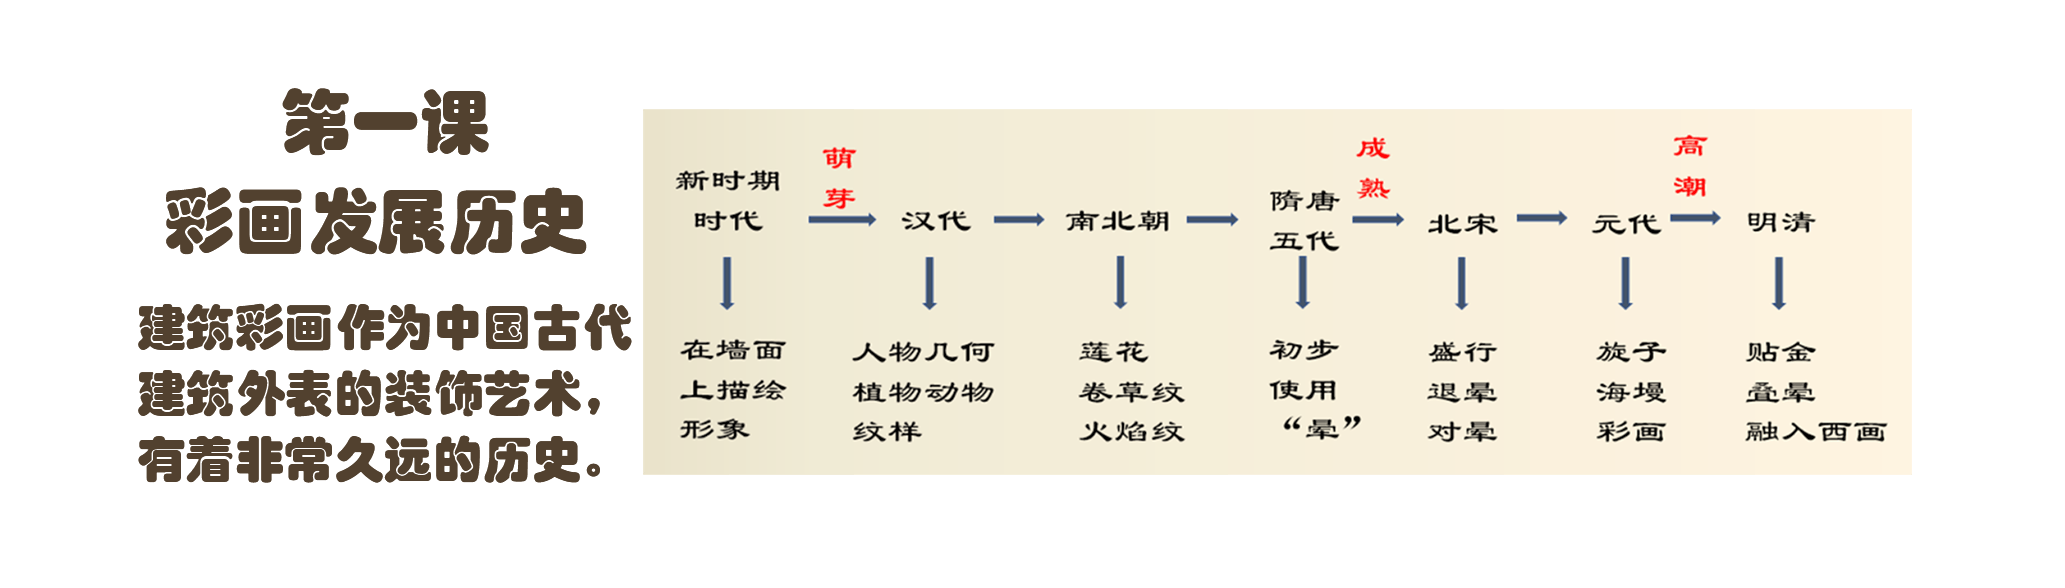 第一课
彩画发展历史
建筑彩画作为中国古代
建筑外表的装饰艺术，
有着非常久远的历史。
新时期
时代
萌
芽
汉代
南北朝
隋唐
五代
成
熟
北宋
元代
高
潮
明清
在墙面
上描绘
形象
人物几何
植物动物
纹样
莲花
卷草纹
火焰纹
初步
使用
“晕”
盛行
退晕
对晕
旋子
海墁
彩画
贴金
叠晕
融入西画